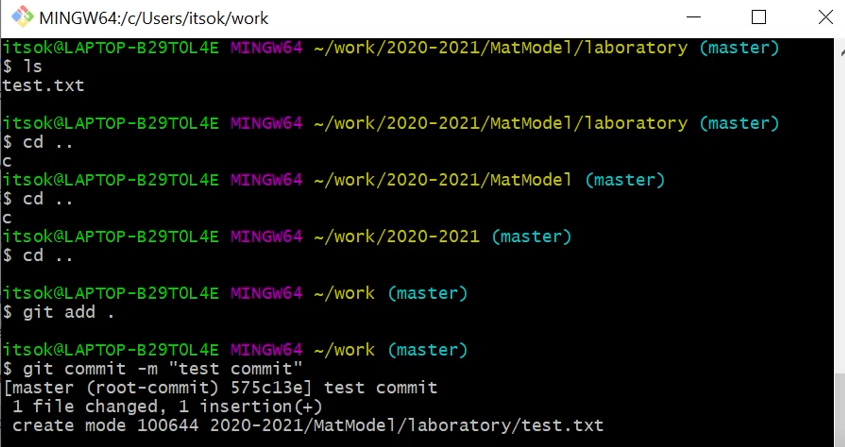 MINGW64:/c/Users/itsok/work
itsok@LAPTOP-B29T0L4E MINGW64 ~/work/2020-2021/MatModel/laboratory (master)
$ ls
test.txt
itsok@LAPTOP-B29T0L4E MINGW64 ~/work/2020-2021/MatModel/laboratory (master)
$ cd ..
c
itsok@LAPTOP-B29T0L4E MINGW64 ~/work/2020-2021/MatModel (master)
$ cd ..
c
itsok@LAPTOP-B29T0L4E MINGW64 ~/work/2020-2021 (master)
$ cd ..
itsok@LAPTOP-B29T0L4E MINGW64 ~/work (master)
$ git add .
itsok@LAPTOP-B29T0L4E MINGW64 ~/work (master)
$ git commit -m "test commit"
[master (root-commit) 575c13e] test commit
1 file changed, 1 insertion(+)
create mode 100644 2020-2021/MatModel/laboratory/test.txt